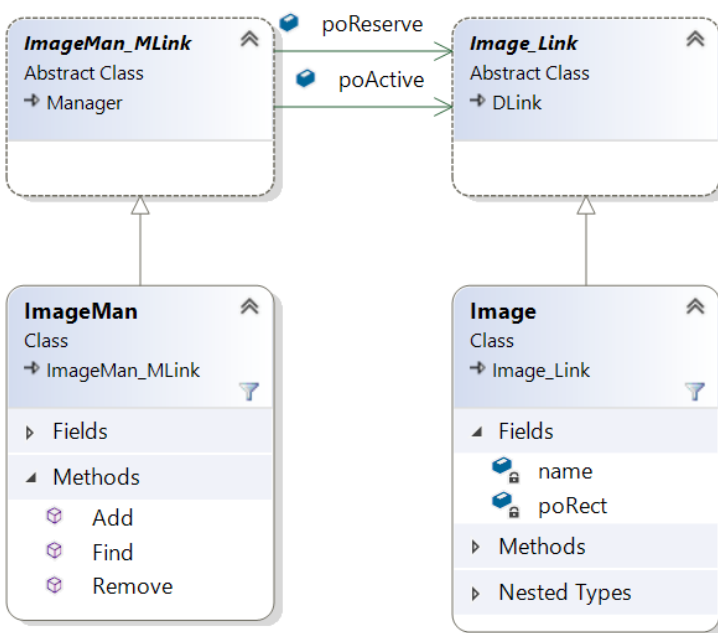 ImageMan_MLink
Abstract Class
Manager
poReserve
poActive
Image_Link
Abstract Class
DLink
ImageMan
Class
ImageMan_MLink
Fields
Methods
Add
Find
Remove
Image
Class
Image_Link
Fields
name
poRect
Methods
Nested Types